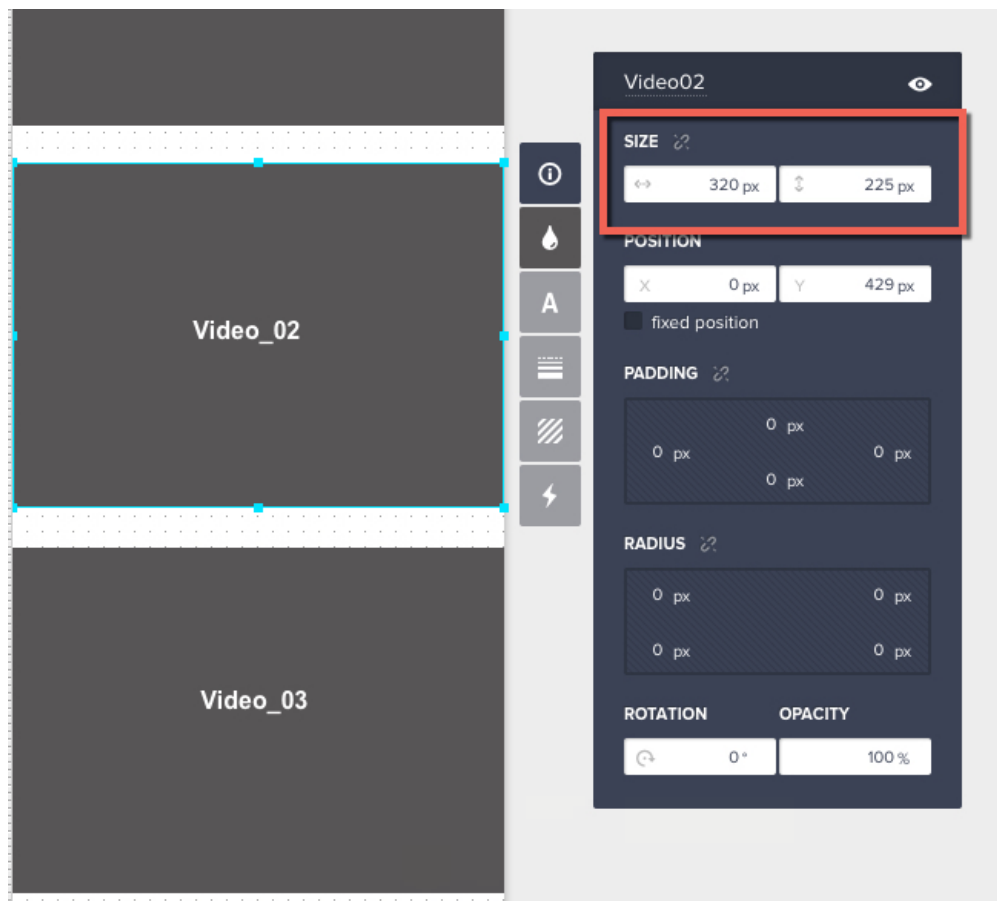 Video02
SIZE
320 px 225 px
POSITION
X 0 px Y 429 px
fixed position
PADDING
0 px
0 px 0 px
0 px
RADIUS
0 px 0 px
0 px 0 px
ROTATION OPACITY
0° 100 %
A
Video_02
Video_03